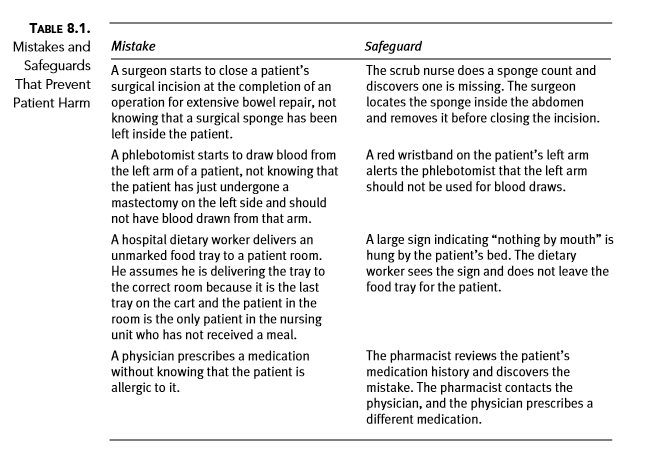 TABLE 8.1.
Mistakes and
Safeguards
That Prevent
Patient Harm
Mistake
Safeguard
A surgeon starts to close a patient's
surgical incision at the completion of an
operation for extensive bowel repair, not
knowing that a surgical sponge has been
left inside the patient.
The scrub nurse does a sponge count and
discovers one is missing. The surgeon
locates the sponge inside the abdomen
and removes it before closing the incision.
A phlebotomist starts to draw blood from
the left arm of a patient, not knowing that
the patient has just undergone a
mastectomy on the left side and should
not have blood drawn from that arm.
A red wristband on the patient's left arm
alerts the phlebotomist that the left arm
should not be used for blood draws.
A hospital dietary worker delivers an
unmarked food tray to a patient room.
He assumes he is delivering the tray to
the correct room because it is the last
tray on the cart and the patient in the
room is the only patient in the nursing
unit who has not received a meal.
A large sign indicating "nothing by mouth" is
hung by the patient's bed. The dietary
worker sees the sign and does not leave the
food tray for the patient.
A physician prescribes a medication
without knowing that the patient is
allergic to it.
The pharmacist reviews the patient's
medication history and discovers the
mistake. The pharmacist contacts the
physician, and the physician prescribes a
different medication.